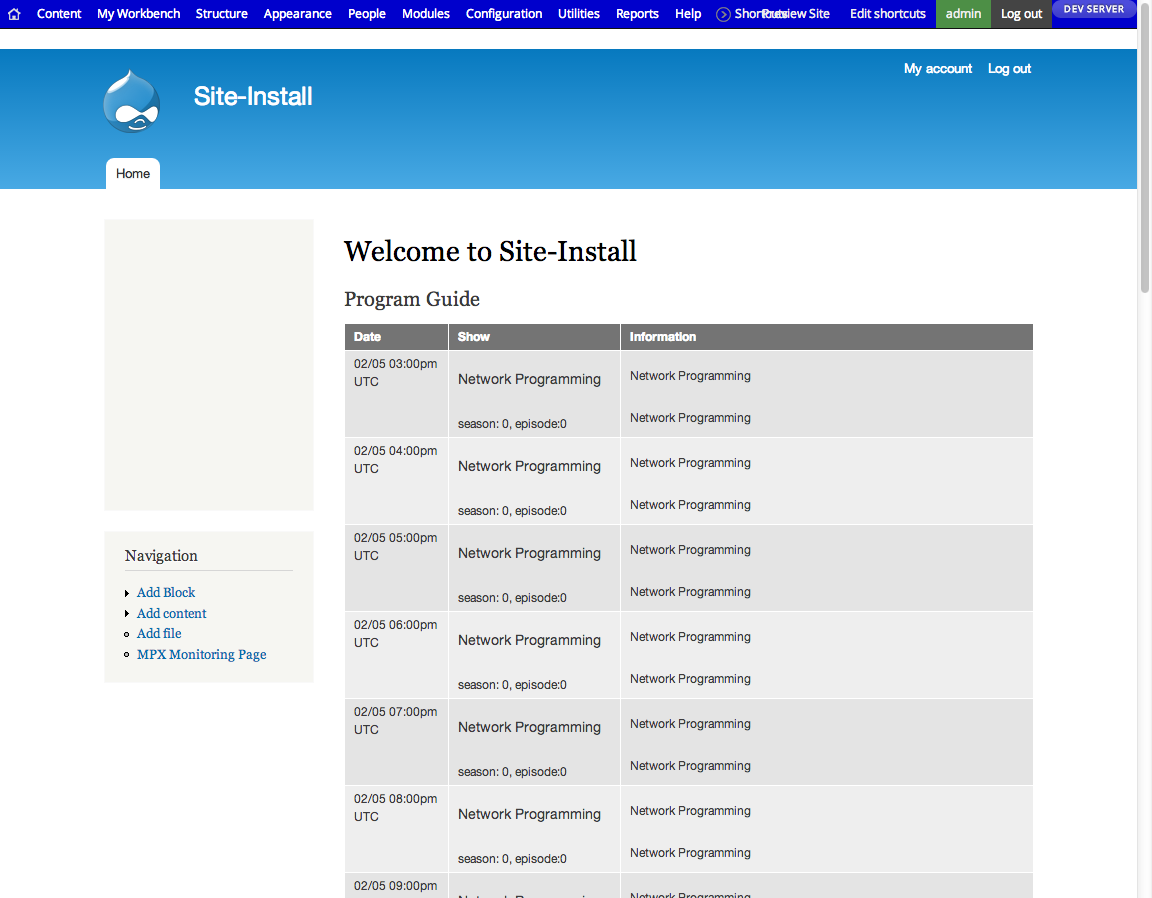 Content My Workbench Structure Appearance People Modules Configuration Utilities Reports Help Shortcuts Preview Site Edit shortcuts admin Log out DEV SERVER
My account Log out
Site-Install
Home
Welcome to Site-Install
Program Guide
Date Show Information
02/05 03:00pm UTC
Network Programming
season: 0, episode:0
Network Programming
Network Programming
02/05 04:00pm UTC
Network Programming
season: 0, episode:0
Network Programming
Network Programming
02/05 05:00pm UTC
Network Programming
season: 0, episode:0
Network Programming
Network Programming
02/05 06:00pm UTC
Network Programming
season: 0, episode:0
Network Programming
Network Programming
02/05 07:00pm UTC
Network Programming
season: 0, episode:0
Network Programming
Network Programming
02/05 08:00pm UTC
Network Programming
season: 0, episode:0
Network Programming
Network Programming
02/05 09:00pm
Network Programming
Network Programming
Navigation
Add Block
Add content
Add file
MPX Monitoring Page